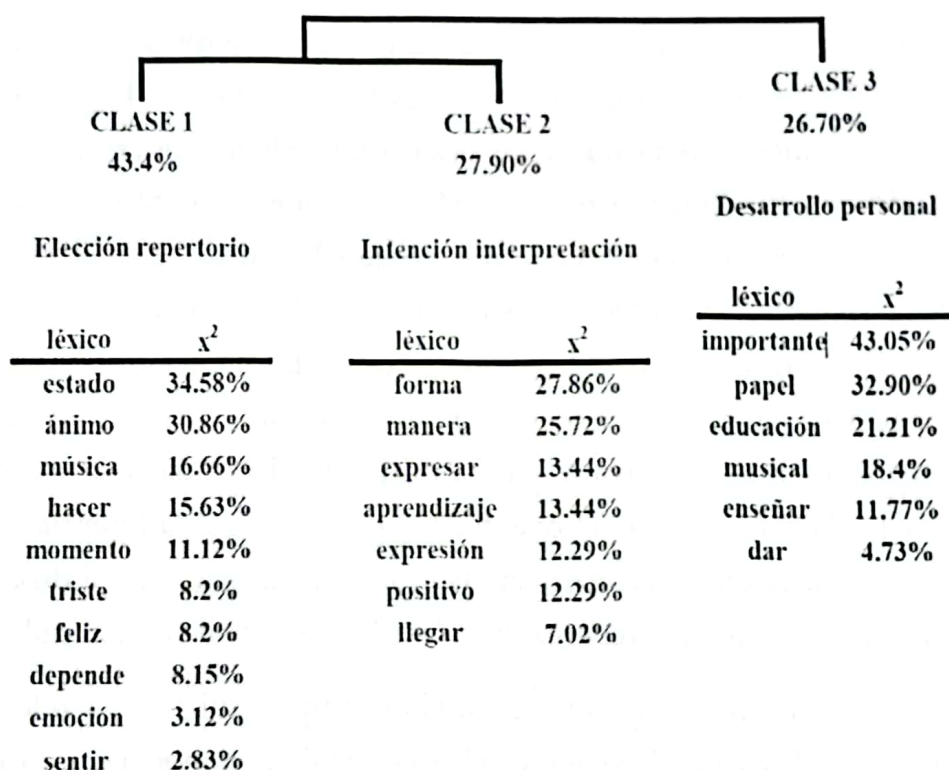 CLASE 1
43.4%
Elección repertorio
léxico x²
estado 34.58%
ánimo 30.86%
música 16.66%
hacer 15.63%
momento 11.12%
triste 8.2%
feliz 8.2%
depende 8.15%
emoción 3.12%
sentir 2.83%
CLASE 2
27.90%
Intención interpretación
léxico x²
forma 27.86%
manera 25.72%
expresar 13.44%
aprendizaje 13.44%
expresión 12.29%
positivo 12.29%
llegar 7.02%
CLASE 3
26.70%
Desarrollo personal
léxico x²
importante 43.05%
papel 32.90%
educación 21.21%
musical 18.4%
enseñar 11.77%
dar 4.73%